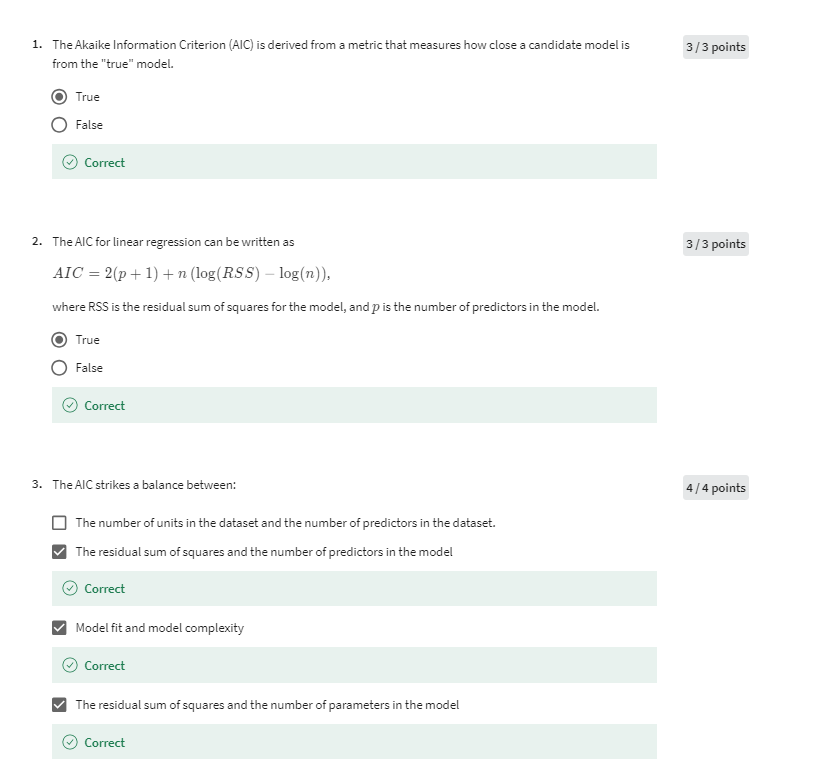 1. The Akaike Information Criterion (AIC) is derived from a metric that measures how close a candidate model is
3 / 3 points
from the "true" model.
True
False
Correct
2. The AIC for linear regression can be written as
3 / 3 points
AIC = 2(p + 1) + n (log(RSS) − log(n)),
where RSS is the residual sum of squares for the model, and p is the number of predictors in the model.
True
False
Correct
3. The AIC strikes a balance between:
4 / 4 points
The number of units in the dataset and the number of predictors in the dataset.
The residual sum of squares and the number of predictors in the model
Correct
Model fit and model complexity
Correct
The residual sum of squares and the number of parameters in the model
Correct